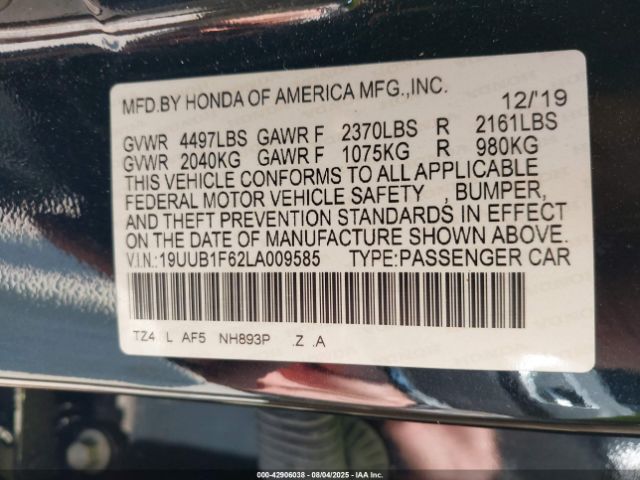 MFD.BY HONDA OF AMERICA MFG.,INC.
12/'19
GVWR 4497LBS GAWR F 2370LBS R 2161LBS
GVWR 2040KG GAWR F 1075KG R 980KG
THIS VEHICLE CONFORMS TO ALL APPLICABLE
FEDERAL MOTOR VEHICLE SAFETY , BUMPER,
AND THEFT PREVENTION STANDARDS IN EFFECT
ON THE DATE OF MANUFACTURE SHOWN ABOVE.
V.I.N.:19UUB1F62LA009585 TYPE:PASSENGER CAR
TZ4 L AF5 NH893P .Z .A
000-42906038 - 08/04/2025 - IAA Inc.